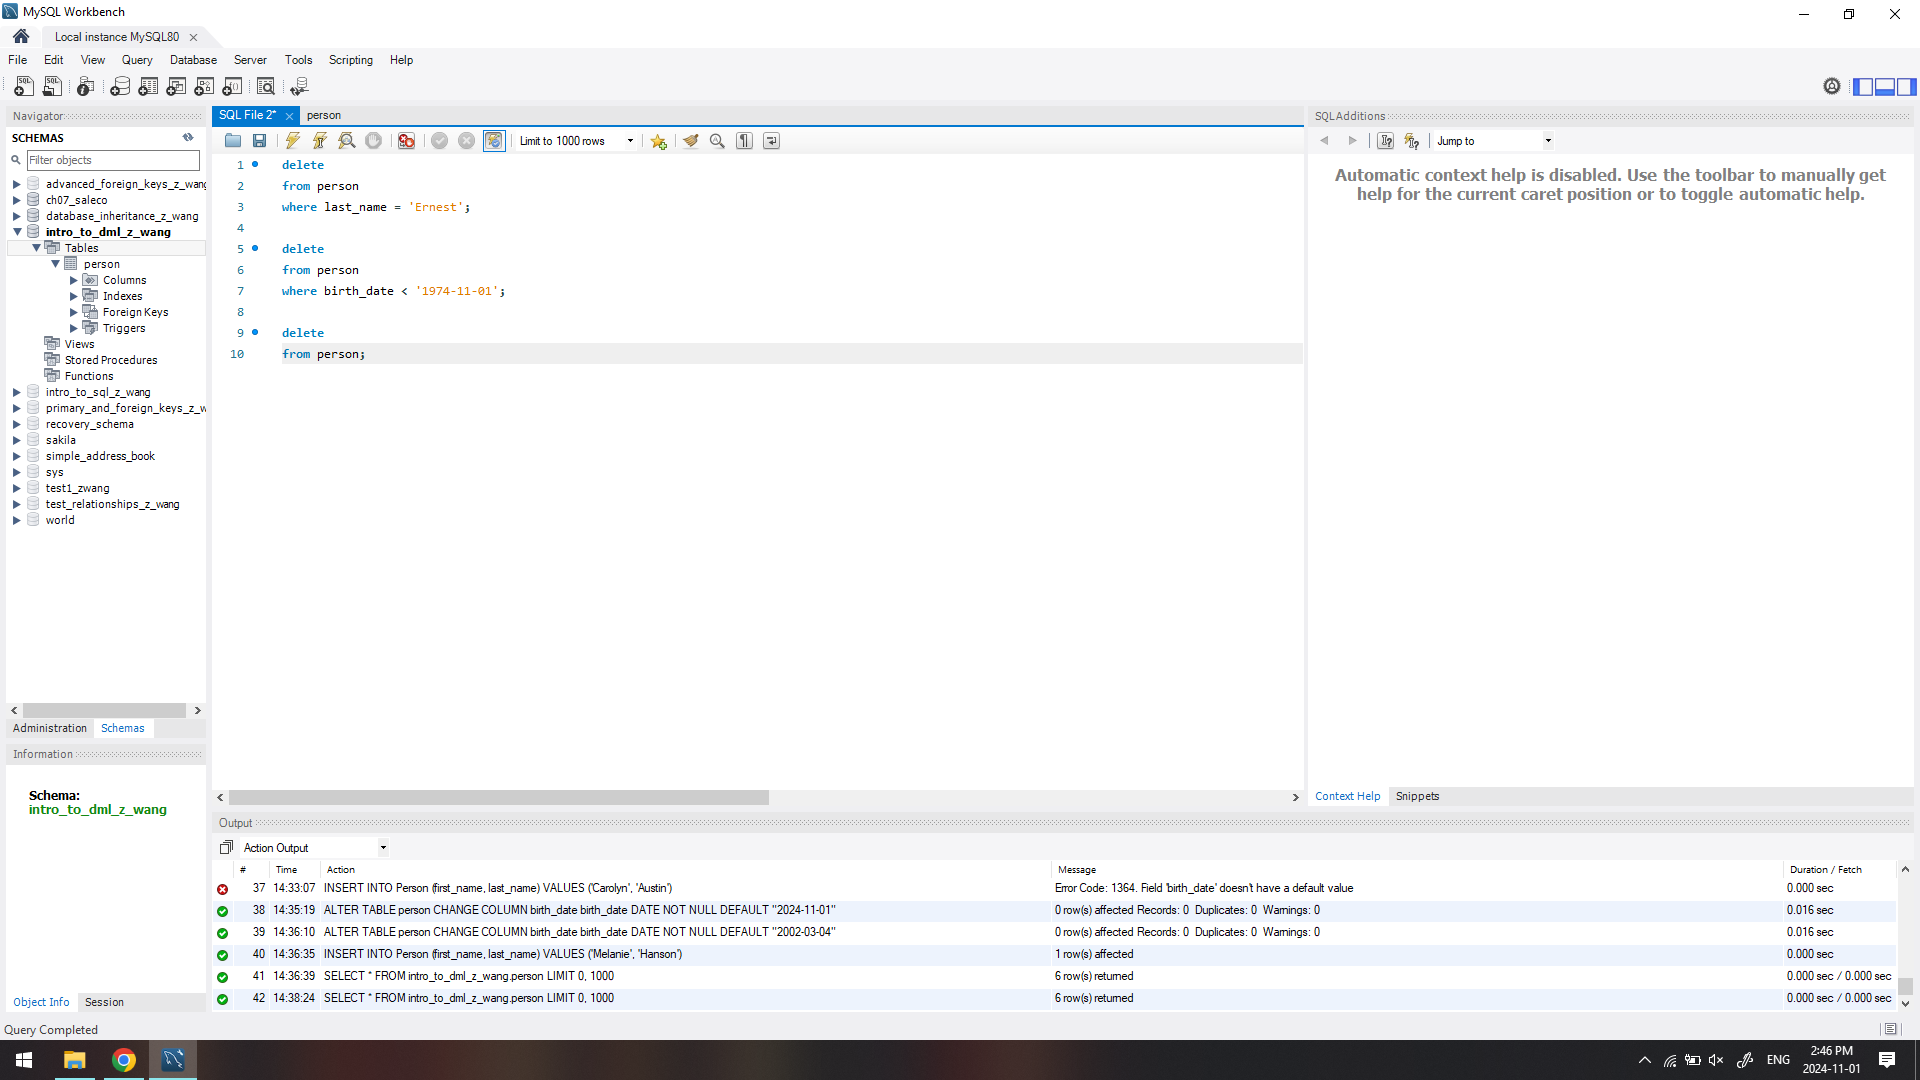 MySQL Workbench
Local instance MySQL80
File Edit View Query Database Server Tools Scripting Help
Navigator
SCHEMAS
Filter objects
advanced_foreign_keys_z_wang
ch07_saleco
database_inheritance_z_wang
intro_to_dml_z_wang
Tables
person
Columns
Indexes
Foreign Keys
Triggers
Views
Stored Procedures
Functions
intro_to_sql_z_wang
primary_and_foreign_keys_z_w
recovery_schema
sakila
simple_address_book
sys
test1_zwang
test_relationships_z_wang
world
Administration Schemas
Information
Schema:
intro_to_dml_z_wang
Object Info Session
SQL File 2* person
Limit to 1000 rows
1 delete
2 from person
3 where last_name = 'Ernest';
4
5 delete
6 from person
7 where birth_date < '1974-11-01';
8
9 delete
10 from person;
SQLAdditions
Jump to
Automatic context help is disabled. Use the toolbar to manually get
help for the current caret position or to toggle automatic help.
Context Help Snippets
Output
Action Output
# Time Action Message Duration / Fetch
37 14:33:07 INSERT INTO Person (first_name, last_name) VALUES ('Carolyn', 'Austin') Error Code: 1364. Field 'birth_date' doesn't have a default value 0.000 sec
38 14:35:19 ALTER TABLE person CHANGE COLUMN birth_date birth_date DATE NOT NULL DEFAULT "2024-11-01" 0 row(s) affected Records: 0 Duplicates: 0 Warnings: 0 0.016 sec
39 14:36:10 ALTER TABLE person CHANGE COLUMN birth_date birth_date DATE NOT NULL DEFAULT "2002-03-04" 0 row(s) affected Records: 0 Duplicates: 0 Warnings: 0 0.016 sec
40 14:36:35 INSERT INTO Person (first_name, last_name) VALUES ('Melanie', 'Hanson') 1 row(s) affected 0.000 sec
41 14:36:39 SELECT * FROM intro_to_dml_z_wang.person LIMIT 0, 1000 6 row(s) returned 0.000 sec / 0.000 sec
42 14:38:24 SELECT * FROM intro_to_dml_z_wang.person LIMIT 0, 1000 6 row(s) returned 0.000 sec / 0.000 sec
Query Completed
ENG
2:46 PM
2024-11-01